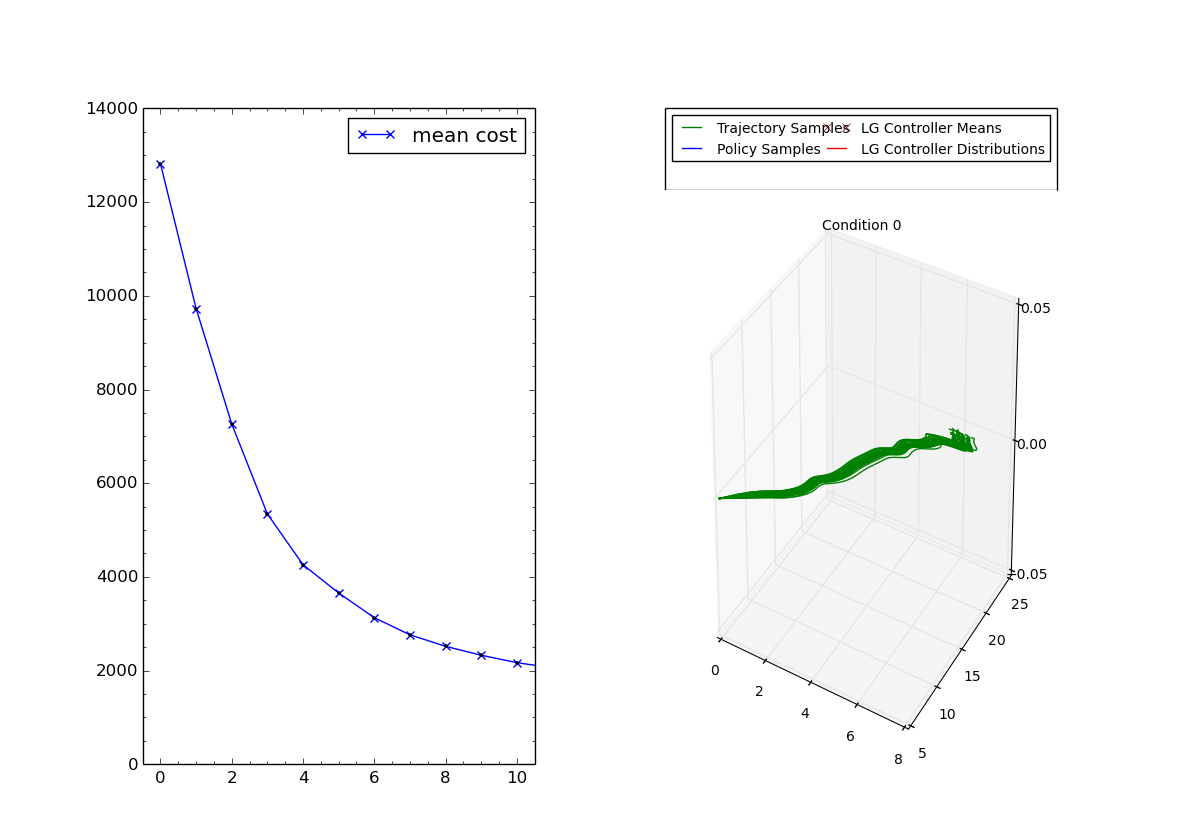 14000
12000
10000
8000
6000
4000
2000
0
0 2 4 6 8 10
mean cost
Trajectory Samples LG Controller Means
Policy Samples LG Controller Distributions
Condition 0
0.05
0.00
−0.05
0 2 4 6 8
5 10 15 20 25